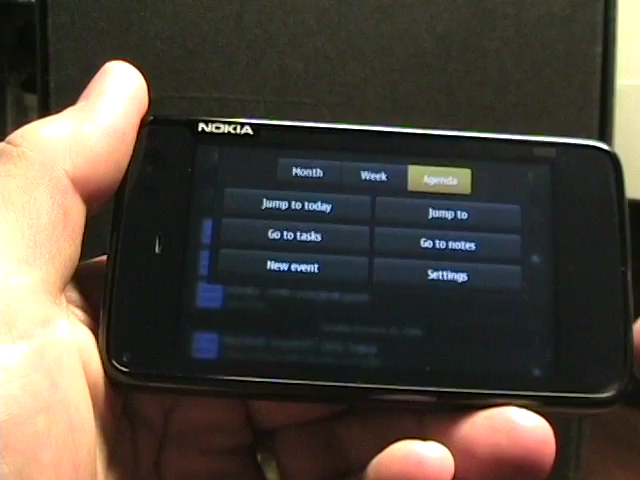 NOKIA
Month Week Agenda
Jump to today Jump to
Go to tasks Go to notes
New event Settings